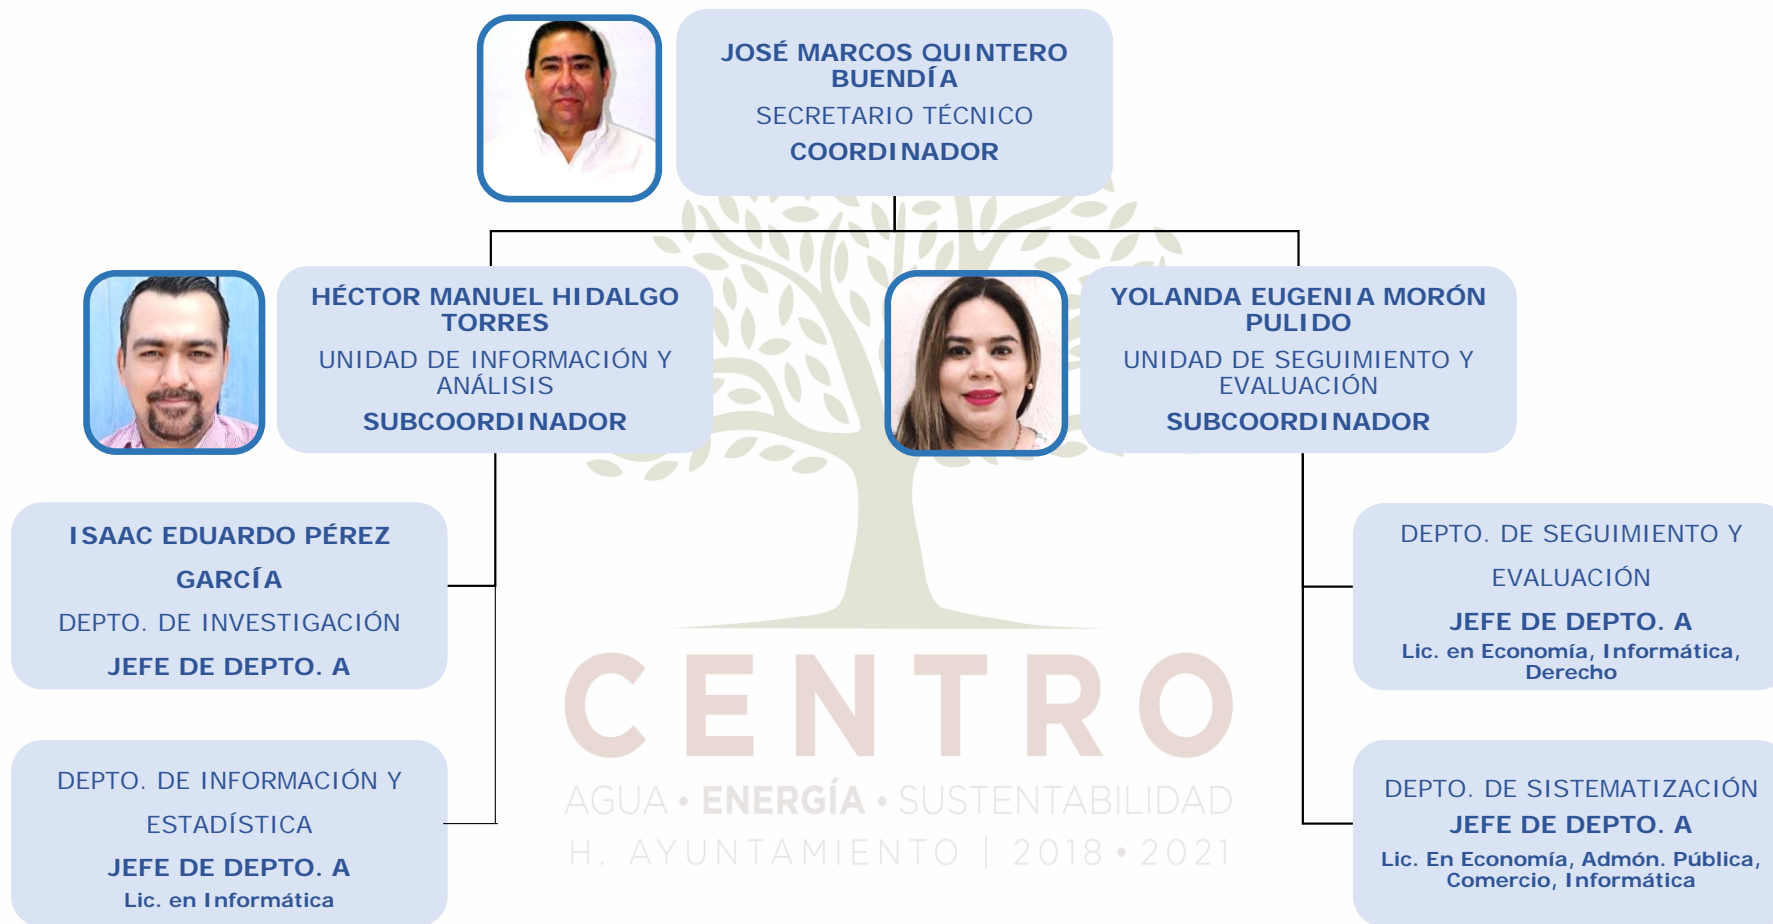 JOSÉ MARCOS QUINTERO
BUENDÍA
SECRETARIO TÉCNICO
COORDINADOR
HÉCTOR MANUEL HIDALGO
TORRES
UNIDAD DE INFORMACIÓN Y
ANÁLISIS
SUBCOORDINADOR
YOLANDA EUGENIA MORÓN
PULIDO
UNIDAD DE SEGUIMIENTO Y
EVALUACIÓN
SUBCOORDINADOR
ISAAC EDUARDO PÉREZ
GARCÍA
DEPTO. DE INVESTIGACIÓN
JEFE DE DEPTO. A
DEPTO. DE SEGUIMIENTO Y
EVALUACIÓN
JEFE DE DEPTO. A
Lic. en Economía, Informática,
Derecho
DEPTO. DE INFORMACIÓN Y
ESTADÍSTICA
JEFE DE DEPTO. A
Lic. en Informática
DEPTO. DE SISTEMATIZACIÓN
JEFE DE DEPTO. A
Lic. En Economía, Admón. Pública,
Comercio, Informática
CENTRO
AGUA • ENERGÍA • SUSTENTABILIDAD
H. AYUNTAMIENTO | 2018 • 2021